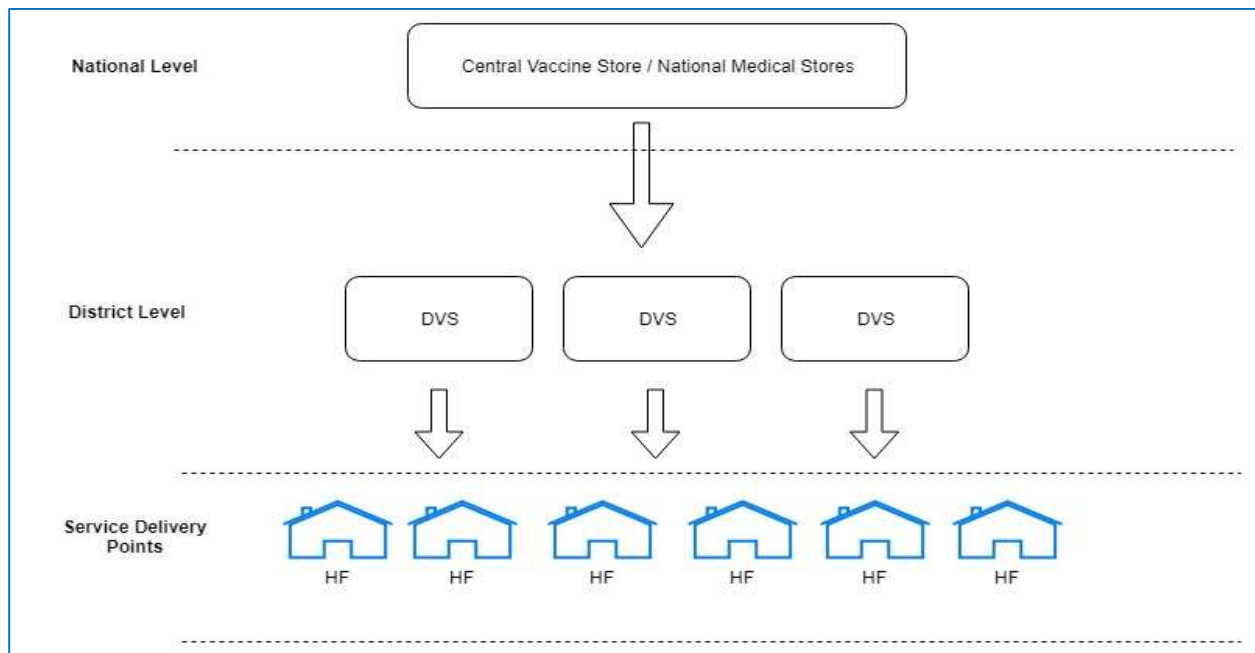 National Level
Central Vaccine Store / National Medical Stores
District Level
DVS
DVS
DVS
Service Delivery
Points
HF
HF
HF
HF
HF
HF